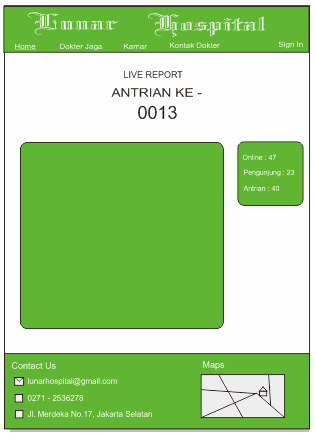 Lunar Hospital
Home Dokter Jaga Kamar Kontak Dokter Sign In
LIVE REPORT
ANTRIAN KE -
0013
Online : 47
Pengunjung : 23
Antrian : 40
Contact Us
lunarhospital@gmail.com
0271 - 2536278
Jl. Merdeka No.17, Jakarta Selatan
Maps